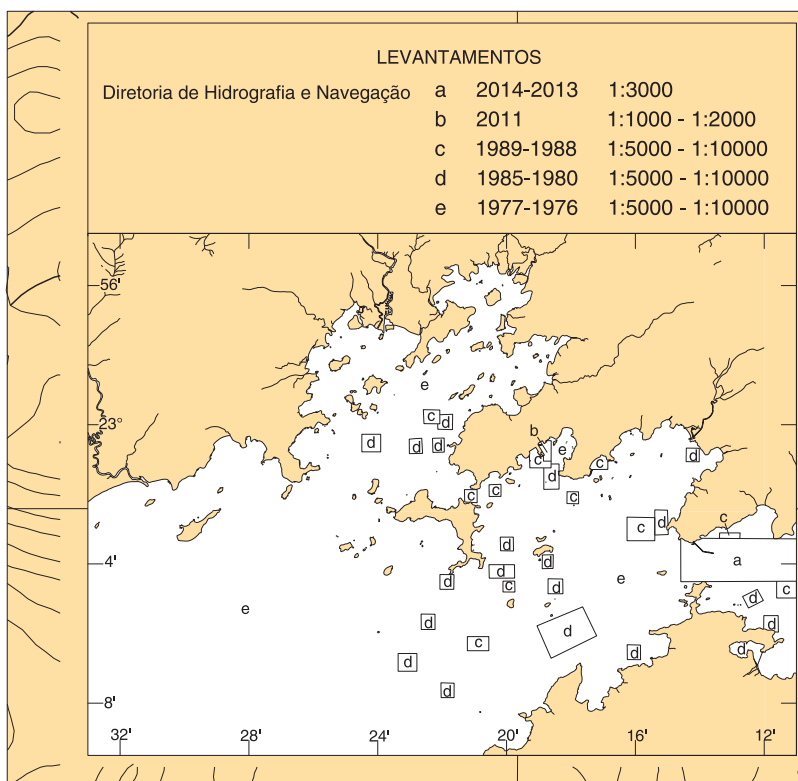 LEVANTAMENTOS
Diretoria de Hidrografia e Navegação a 2014-2013 1:3000
b 2011 1:1000 - 1:2000
c 1989-1988 1:5000 - 1:10000
d 1985-1980 1:5000 - 1:10000
e 1977-1976 1:5000 - 1:10000
56'
e
c d
23°
b
d d d
e
d
c c
d
c c c
c d
c
d
4'
d
a
d
d c d
e
c
d
e
d
d
d
c
d
d
d
d
8'
32' 28' 24' 20' 16' 12'